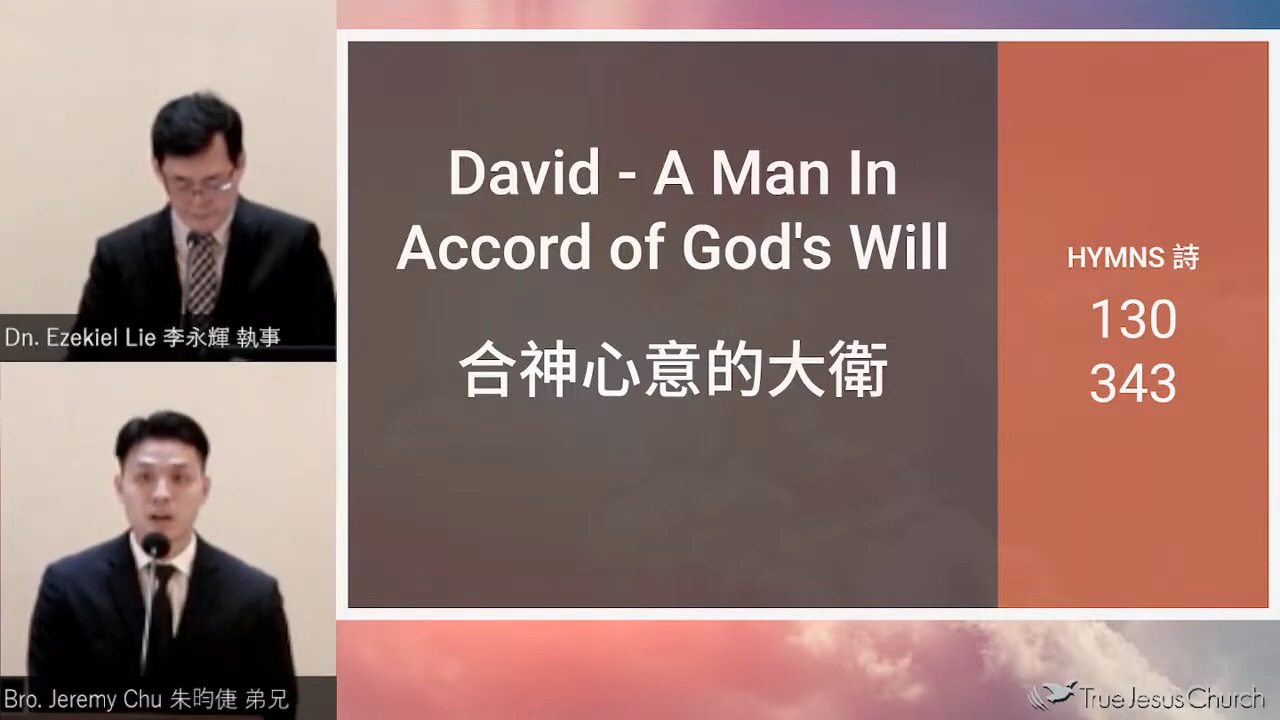 David - A Man In
Accord of God's Will
合神心意的大衛
HYMNS 詩
130
343
Dn. Ezekiel Lie 李永輝 執事
Bro. Jeremy Chu 朱昀倢 弟兄
True Jesus Church